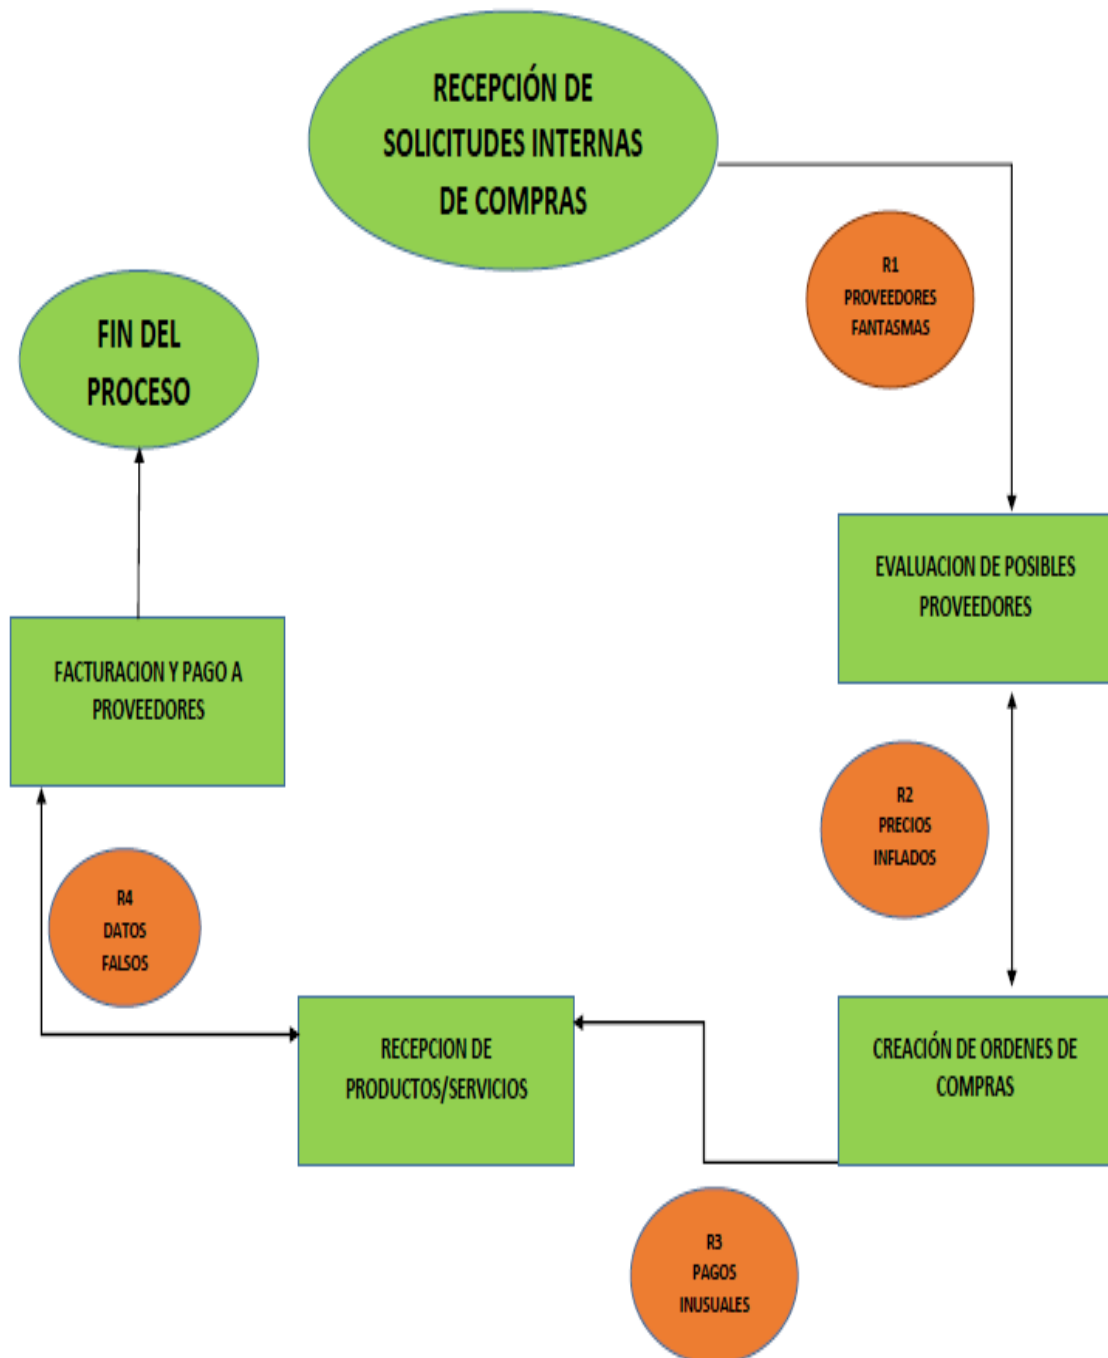 RECEPCIÓN DE
SOLICITUDES INTERNAS
DE COMPRAS
R1
PROVEEDORES
FANTASMAS
FIN DEL
PROCESO
EVALUACION DE POSIBLES
PROVEEDORES
FACTURACION Y PAGO A
PROVEEDORES
R2
PRECIOS
INFLADOS
R4
DATOS
FALSOS
RECEPCION DE
PRODUCTOS/SERVICIOS
CREACIÓN DE ORDENES DE
COMPRAS
R3
PAGOS
INUSUALES